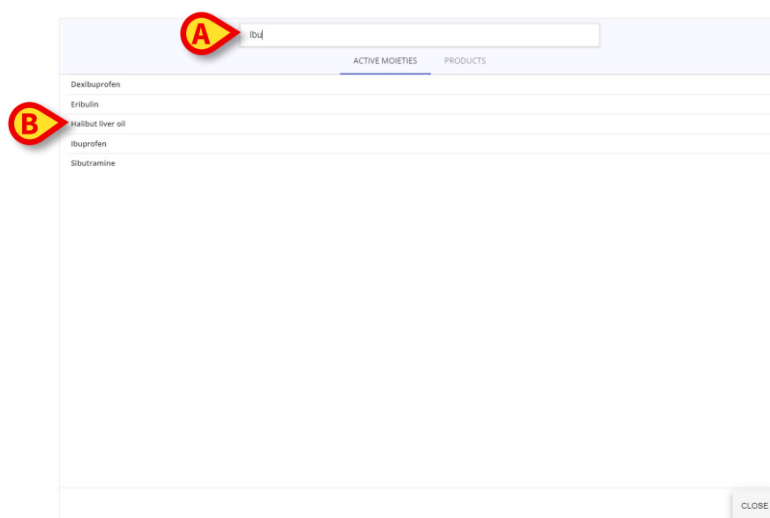 A
Ibu
ACTIVE MOIETIES PRODUCTS
Dexibuprofen
Eribulin
B
Halibut liver oil
Ibuprofen
Sibutramine
CLOSE